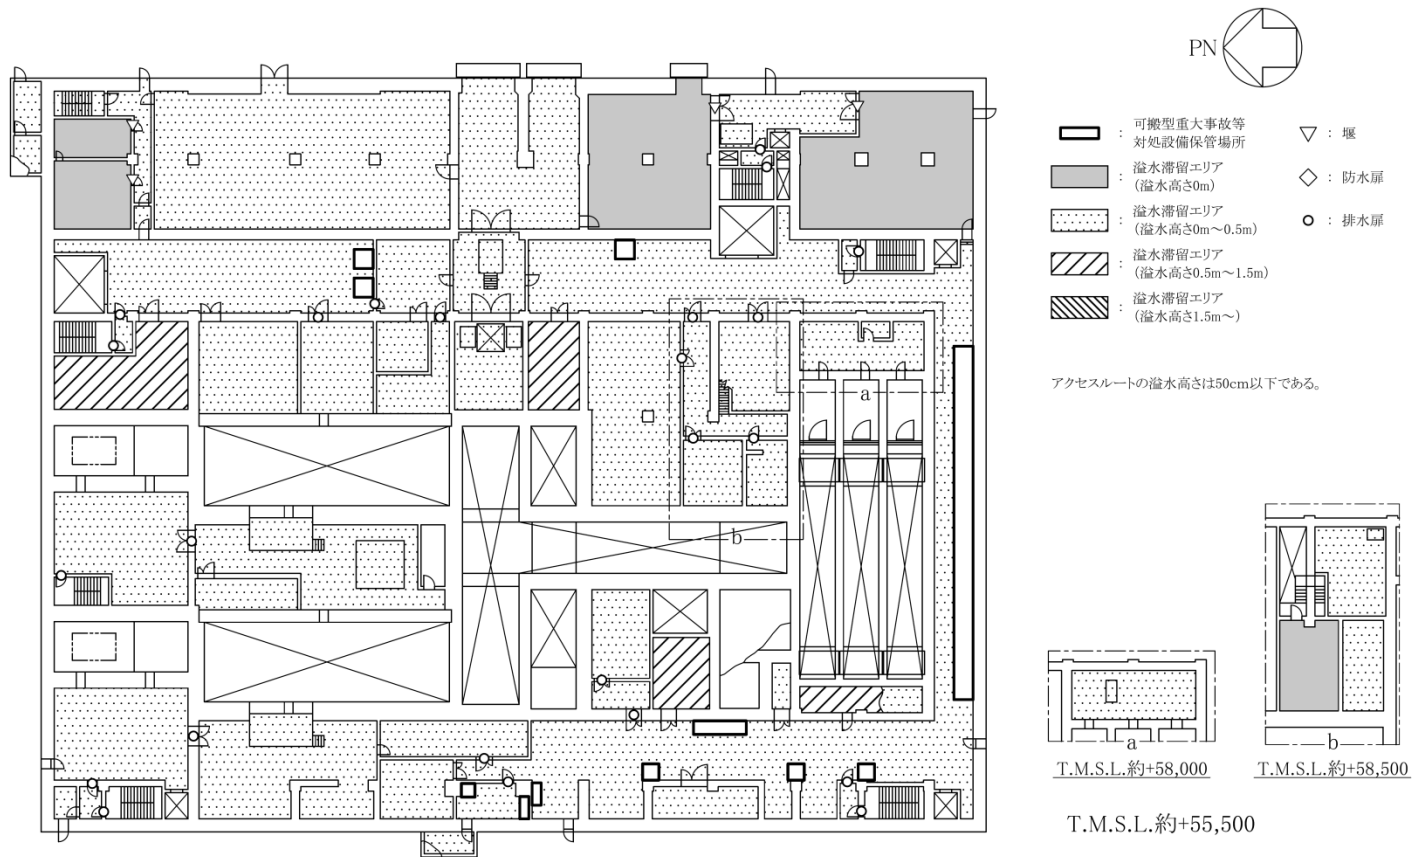 PN
可搬型重大事故等
対処設備保管場所
： 堰
溢水滞留エリア
(溢水高さ0m)
： 防水扉
溢水滞留エリア
(溢水高さ0m～0.5m)
： 排水扉
溢水滞留エリア
(溢水高さ0.5m～1.5m)
溢水滞留エリア
(溢水高さ1.5m～)
アクセスルートの溢水高さは50cm以下である。
a
b
a
T.M.S.L.約+58,000
b
T.M.S.L.約+58,500
T.M.S.L.約+55,500